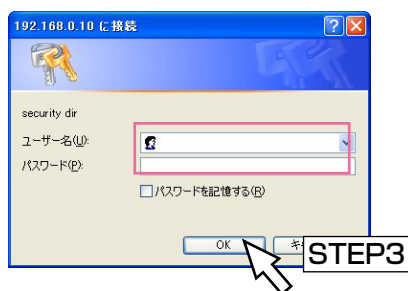 192.168.0.10 に接続
security dir
ユーザー名(U):
パスワード(P):
パスワードを記憶する(R)
OK
STEP3